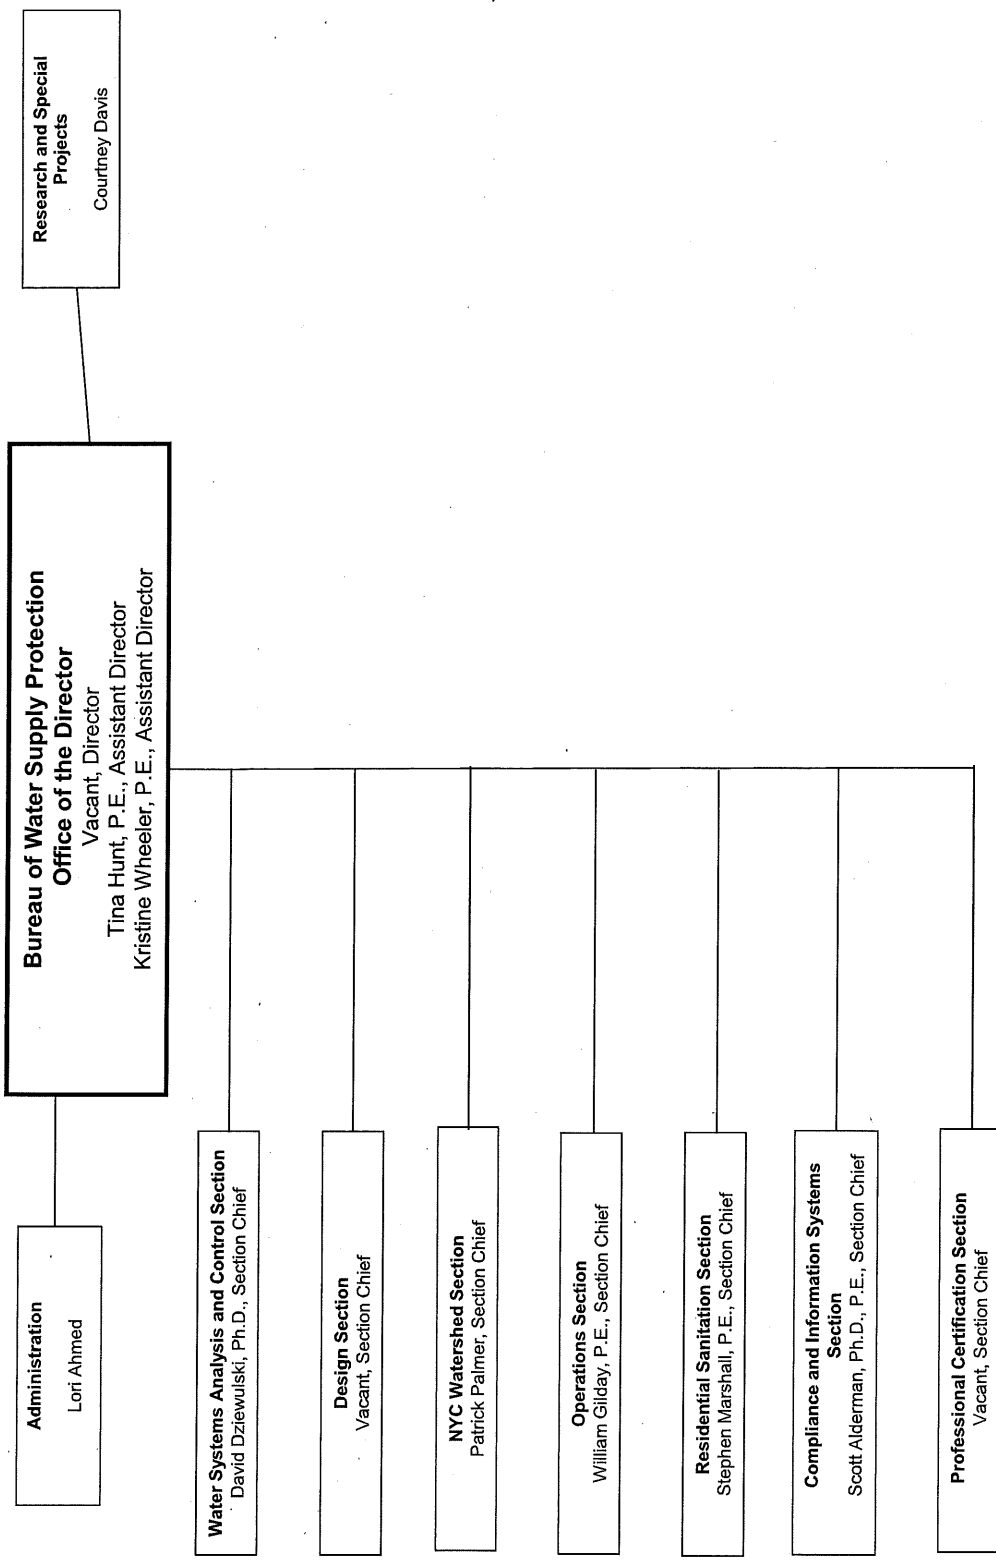 Bureau of Water Supply Protection
Office of the Director
Vacant, Director
Tina Hunt, P.E., Assistant Director
Kristine Wheeler, P.E., Assistant Director
Administration
Lori Ahmed
Research and Special
Projects
Courtney Davis
Water Systems Analysis and Control Section
David Dziewulski, Ph.D., Section Chief
Design Section
Vacant, Section Chief
NYC Watershed Section
Patrick Palmer, Section Chief
Operations Section
William Gilday, P.E., Section Chief
Residential Sanitation Section
Stephen Marshall, P.E., Section Chief
Compliance and Information Systems
Section
Scott Alderman, Ph.D., P.E., Section Chief
Professional Certification Section
Vacant, Section Chief